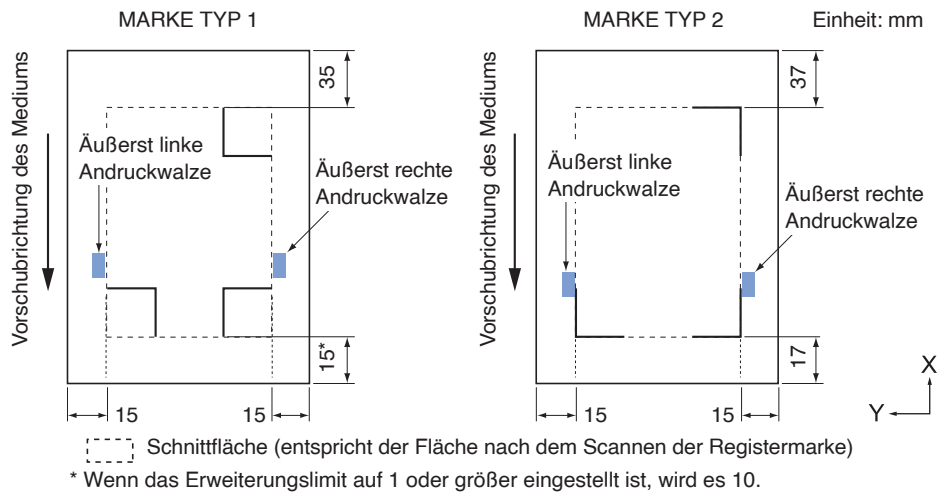 MARKE TYP 1
MARKE TYP 2
Einheit: mm
Vorschubrichtung des Mediums
35
Äußerst linke
Andruckwalze
Äußerst rechte
Andruckwalze
15*
15
15
Vorschubrichtung des Mediums
37
Äußerst linke
Andruckwalze
Äußerst rechte
Andruckwalze
17
15
15
X
Y
Schnittfläche (entspricht der Fläche nach dem Scannen der Registermarke)
* Wenn das Erweiterungslimit auf 1 oder größer eingestellt ist, wird es 10.